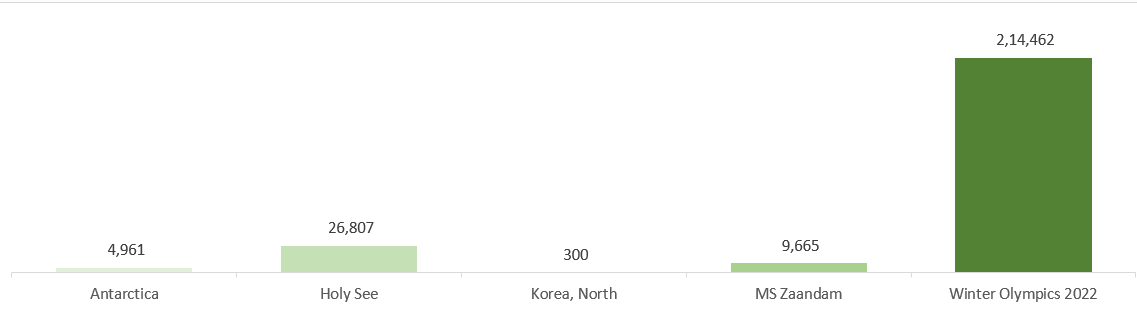 2,14,462
26,807
9,665
4,961
300
Antarctica
Holy See
Korea, North
MS Zaandam
Winter Olympics 2022